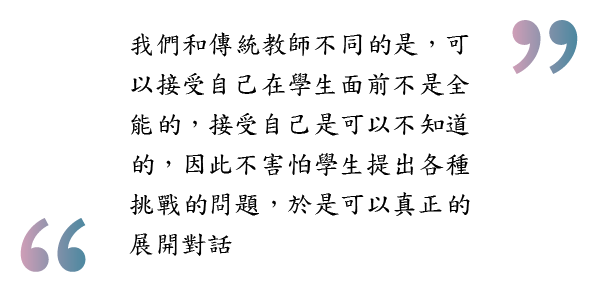 我們和傳統教師不同的是，可
以接受自己在學生面前不是全
能的，接受自己是可以不知道
的，因此不害怕學生提出各種
挑戰的問題，於是可以真正的
展開對話